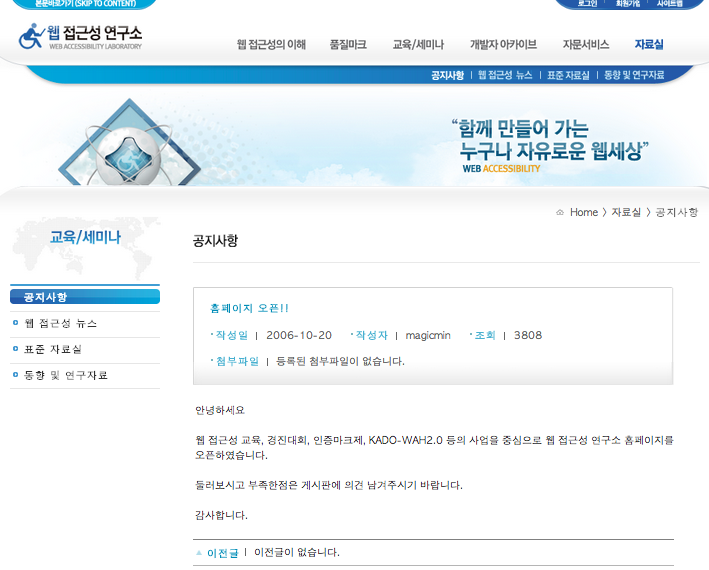 본문바로가기 (SKIP TO CONTENT)
로그인 회원가입 사이트맵
웹 접근성 연구소
WEB ACCESSIBILITY LABORATORY
웹 접근성의 이해 품질마크 교육/세미나 개발자 아카이브 자문서비스 자료실
공지사항 | 웹 접근성 뉴스 | 표준 자료실 | 동향 및 연구자료
“함께 만들어 가는
누구나 자유로운 웹세상”
WEB ACCESSIBILITY
Home > 자료실 > 공지사항
교육/세미나
공지사항
웹 접근성 뉴스
표준 자료실
동향 및 연구자료
공지사항
홈페이지 오픈!!
작성일 | 2006-10-20 작성자 | magicmin 조회 | 3808
첨부파일 | 등록된 첨부파일이 없습니다.
안녕하세요
웹 접근성 교육, 경진대회, 인증마크제, KADO-WAH2.0 등의 사업을 중심으로 웹 접근성 연구소 홈페이지를
오픈하였습니다.
둘러보시고 부족한점은 게시판에 의견 남겨주시기 바랍니다.
감사합니다.
이전글 | 이전글이 없습니다.